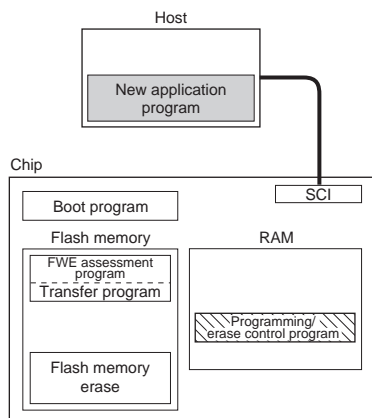 Host
New application
program
Chip
SCI
Boot program
Flash memory
RAM
FWE assessment
program
Transfer program
Programming/
erase control program
Flash memory
erase